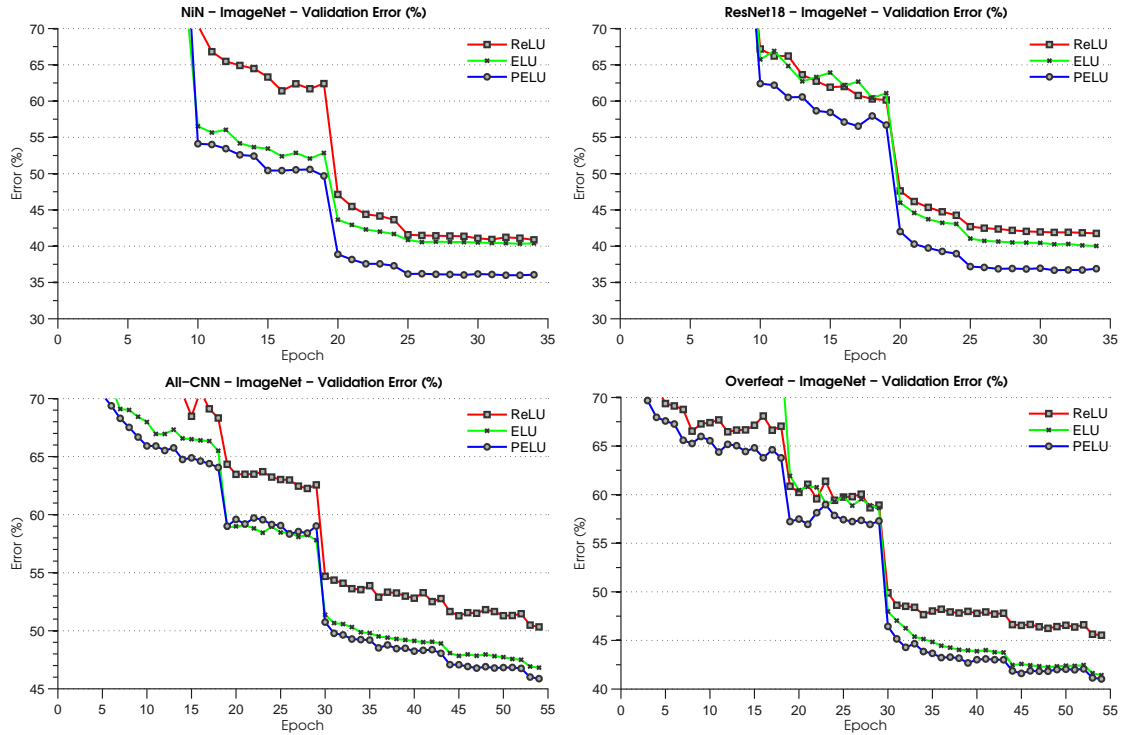 NiN – ImageNet – Validation Error (%)
70
65
60
55
50
45
40
35
30
0 5 10 15 20 25 30 35
Error (%)
Epoch
ReLU
ELU
PELU
ResNet18 – ImageNet – Validation Error (%)
70
65
60
55
50
45
40
35
30
0 5 10 15 20 25 30 35
Error (%)
Epoch
ReLU
ELU
PELU
All–CNN – ImageNet – Validation Error (%)
70
65
60
55
50
45
0 5 10 15 20 25 30 35 40 45 50 55
Error (%)
Epoch
ReLU
ELU
PELU
Overfeat – ImageNet – Validation Error (%)
70
65
60
55
50
45
40
0 5 10 15 20 25 30 35 40 45 50 55
Error (%)
Epoch
ReLU
ELU
PELU